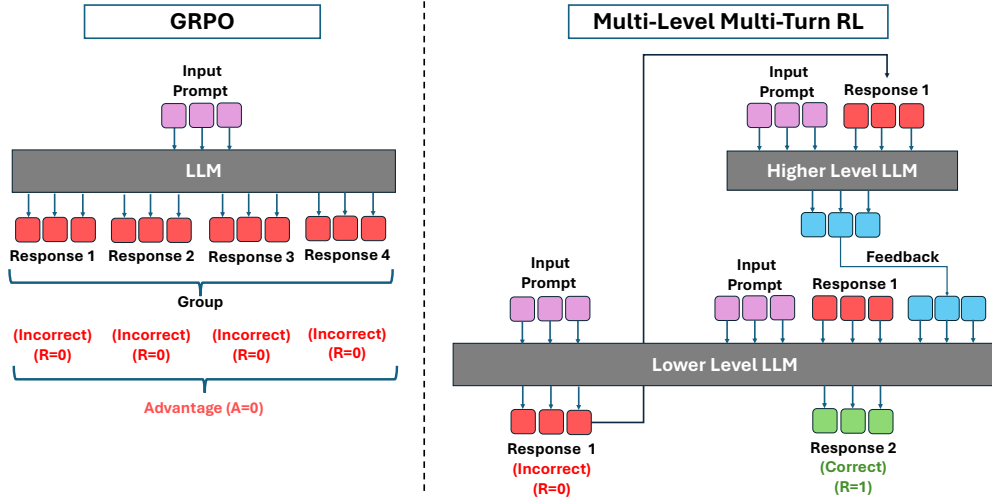 GRPO
Input
Prompt
LLM
Response 1
Response 2
Response 3
Response 4
Group
(Incorrect)
(R=0)
(Incorrect)
(R=0)
(Incorrect)
(R=0)
(Incorrect)
(R=0)
Advantage (A=0)
Multi-Level Multi-Turn RL
Input
Prompt
Response 1
Higher Level LLM
Feedback
Input
Prompt
Input
Prompt
Response 1
Lower Level LLM
Response 1
(Incorrect)
(R=0)
Response 2
(Correct)
(R=1)